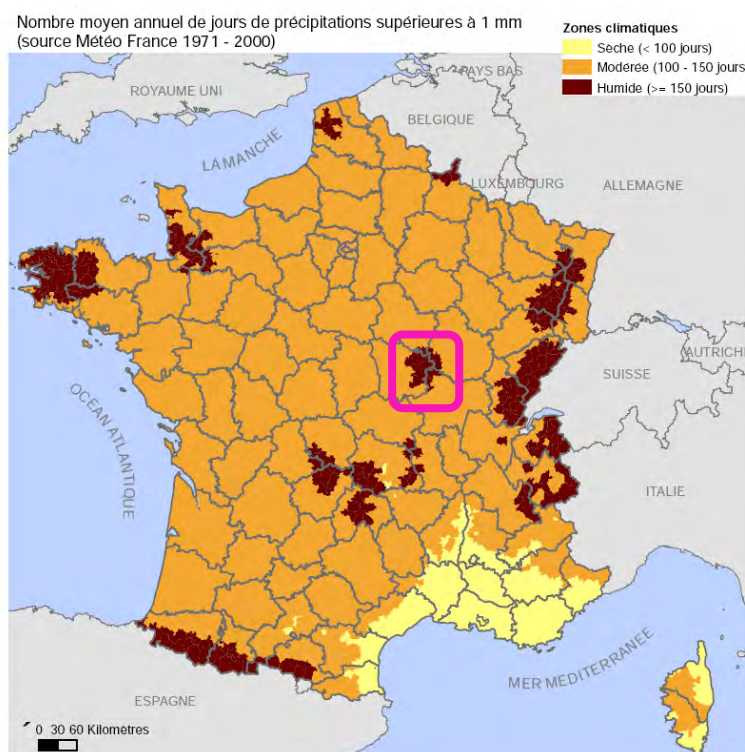 Nombre moyen annuel de jours de précipitations supérieures à 1 mm
(source Météo France 1971 - 2000)
Zones climatiques
Sèche (< 100 jours)
Modérée (100 - 150 jours
Humide (>= 150 jours)
PAYS BAS
ROYAUME UNI
BELGIQUE
LA MANCHE
LUXEMBOURG
ALLEMAGNE
AUTRICHE
SUISSE
OCEAN ATLANTIQUE
ITALIE
MER MEDITERRANEE
ESPAGNE
0 30 60 Kilomètres